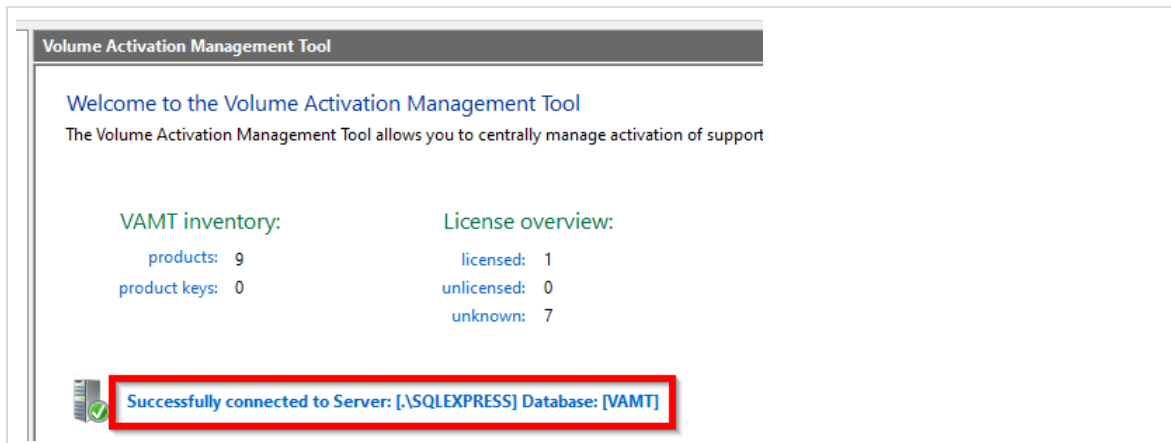 Volume Activation Management Tool
Welcome to the Volume Activation Management Tool
The Volume Activation Management Tool allows you to centrally manage activation of support
VAMT inventory:
products: 9
product keys: 0
License overview:
licensed: 1
unlicensed: 0
unknown: 7
Successfully connected to Server: [.\SQLEXPRESS] Database: [VAMT]